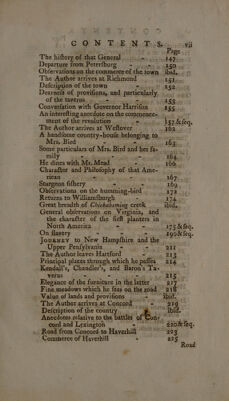 CONTENTS. vii
Page
The history of that General - 147
Departure from Petersburg - 150
Observations on the commerce of the town ibid.
The Author arrives at Richmond 151
Description of the town - 152
Dearness of provisions, and particularly
of the taverns - 153
Conversation with Governor Harrison 155
An interesting anecdote on the commence-
ment of the revolution - 157 &seq.
The Author arrives at Westover 162
A handsome country-house belonging to
Mrs. Bird - 163
Some particulars of Mrs. Bird and her fa-
mily - 164
He dines with Mr. Mead - 166
Character and Philosophy of that Ame-
rican - 167
Sturgeon fishery - 169
Observations on the humming-bird 172
Returns to Williamsburgh - 174
Great breadth of Chickahoming creek ibid.
General observations on Virginia, and
the character of the first planters in
North America - 175 &seq.
On slavery - 190 &seq.
JOURNEY to New Hampshire and the
Upper Pensylvania - 211
The Author leaves Hartford - 213
Principal places through which he passes 214
Kendall's, Chandler's, and Baron's Ta-
verns - 215
Elegance of the furniture in the latter 217
Fine meadows which he sees on the road 218
Value of lands and provisions ibid.
The Author arrives at Concord - 219
Description of the country - ibid.
Anecdotes relative to the battles of Con-
cord and Lexington - 220 &seq.
Road from Concord to Haverhill 223
Commerce of Haverhill - 225
Road